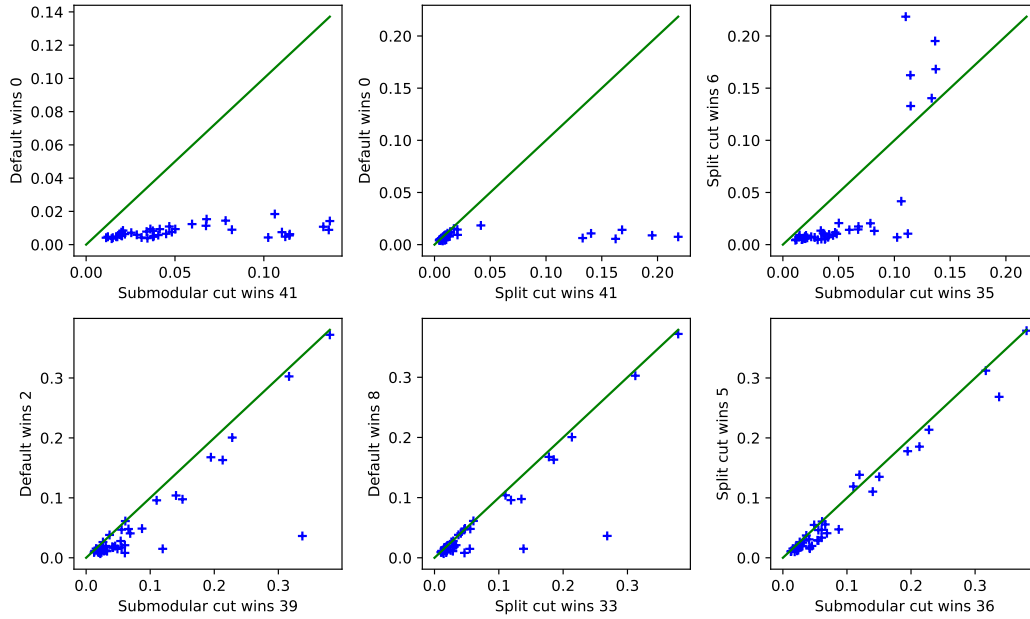 0.14
0.12
0.10
0.08
0.06
0.04
0.02
0.00
Default wins 0
0.00 0.05 0.10
Submodular cut wins 41
0.20
0.15
0.10
0.05
0.00
Default wins 0
0.00 0.05 0.10 0.15 0.20
Split cut wins 41
0.20
0.15
0.10
0.05
0.00
Split cut wins 6
0.00 0.05 0.10 0.15 0.20
Submodular cut wins 35
0.3
0.2
0.1
0.0
Default wins 2
0.0 0.1 0.2 0.3
Submodular cut wins 39
0.3
0.2
0.1
0.0
Default wins 8
0.0 0.1 0.2 0.3
Split cut wins 33
0.3
0.2
0.1
0.0
Split cut wins 5
0.0 0.1 0.2 0.3
Submodular cut wins 36